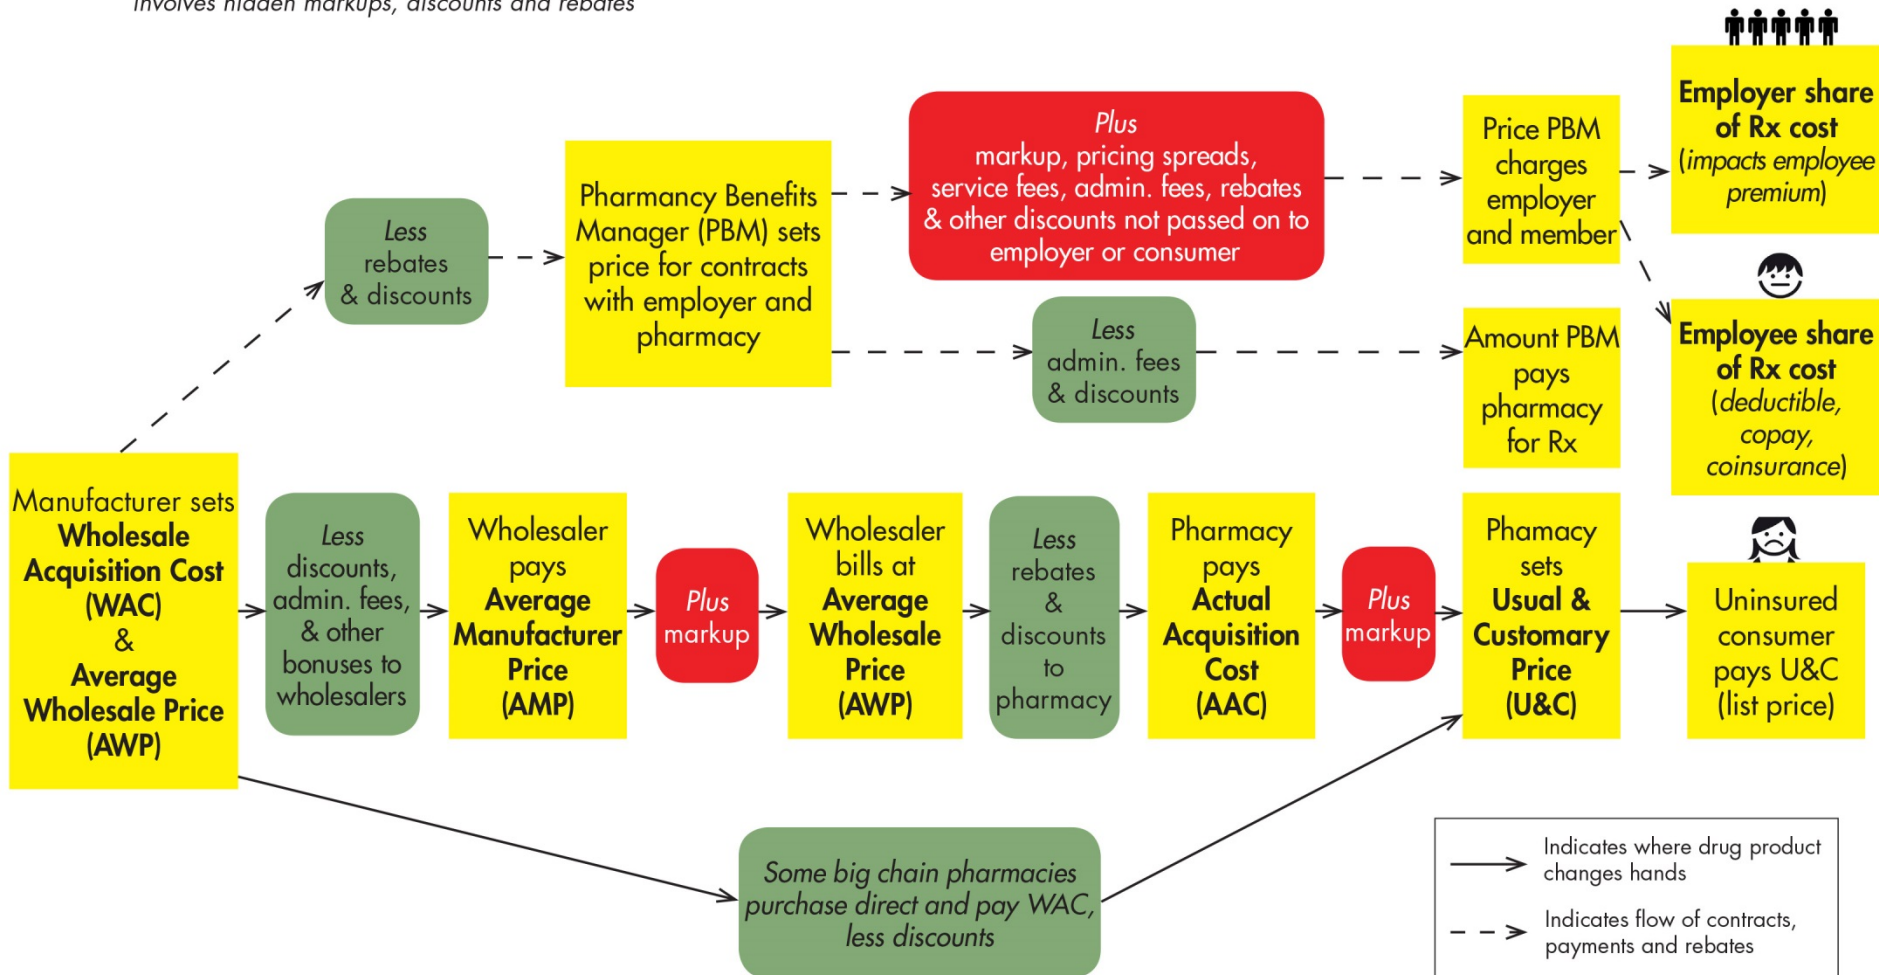 involves hidden markups, discounts and rebates
Employer share
of Rx cost
(impacts employee
premium)
Plus
markup, pricing spreads,
service fees, admin. fees, rebates
& other discounts not passed on to
employer or consumer
Price PBM
charges
employer
and member
Pharmancy Benefits
Manager (PBM) sets
price for contracts
with employer and
pharmacy
Less
rebates
& discounts
Less
admin. fees
& discounts
Amount PBM
pays
pharmacy
for Rx
Employee share
of Rx cost
(deductible,
copay,
coinsurance)
Manufacturer sets
Wholesale
Acquisition Cost
(WAC)
&
Average
Wholesale Price
(AWP)
Less
discounts,
admin. fees,
& other
bonuses to
wholesalers
Wholesaler
pays
Average
Manufacturer
Price
(AMP)
Plus
markup
Wholesaler
bills at
Average
Wholesale
Price
(AWP)
Less
rebates
&
discounts
to
pharmacy
Pharmacy
pays
Actual
Acquisition
Cost
(AAC)
Plus
markup
Phamacy
sets
Usual &
Customary
Price
(U&C)
Uninsured
consumer
pays U&C
(list price)
Some big chain pharmacies
purchase direct and pay WAC,
less discounts
Indicates where drug product
changes hands
Indicates flow of contracts,
payments and rebates